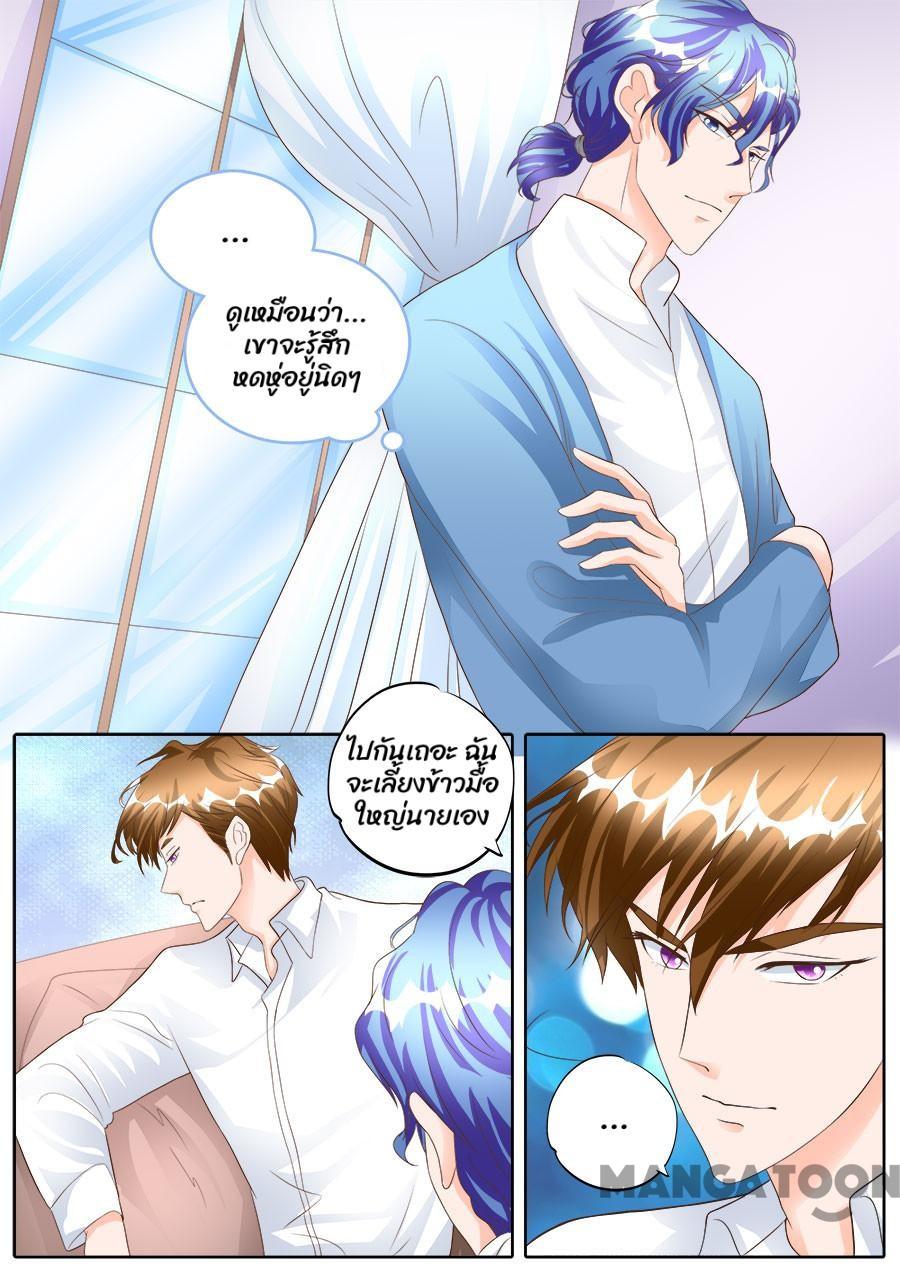 ...
ดูเหมือนว่า...
เขาจะรู้สึก
หดหู่อยู่นิดๆ
ไปกันเถอะ ฉัน
จะเลี้ยงข้าวมื้อ
ใหญ่นายเอง
...
MANGATOON